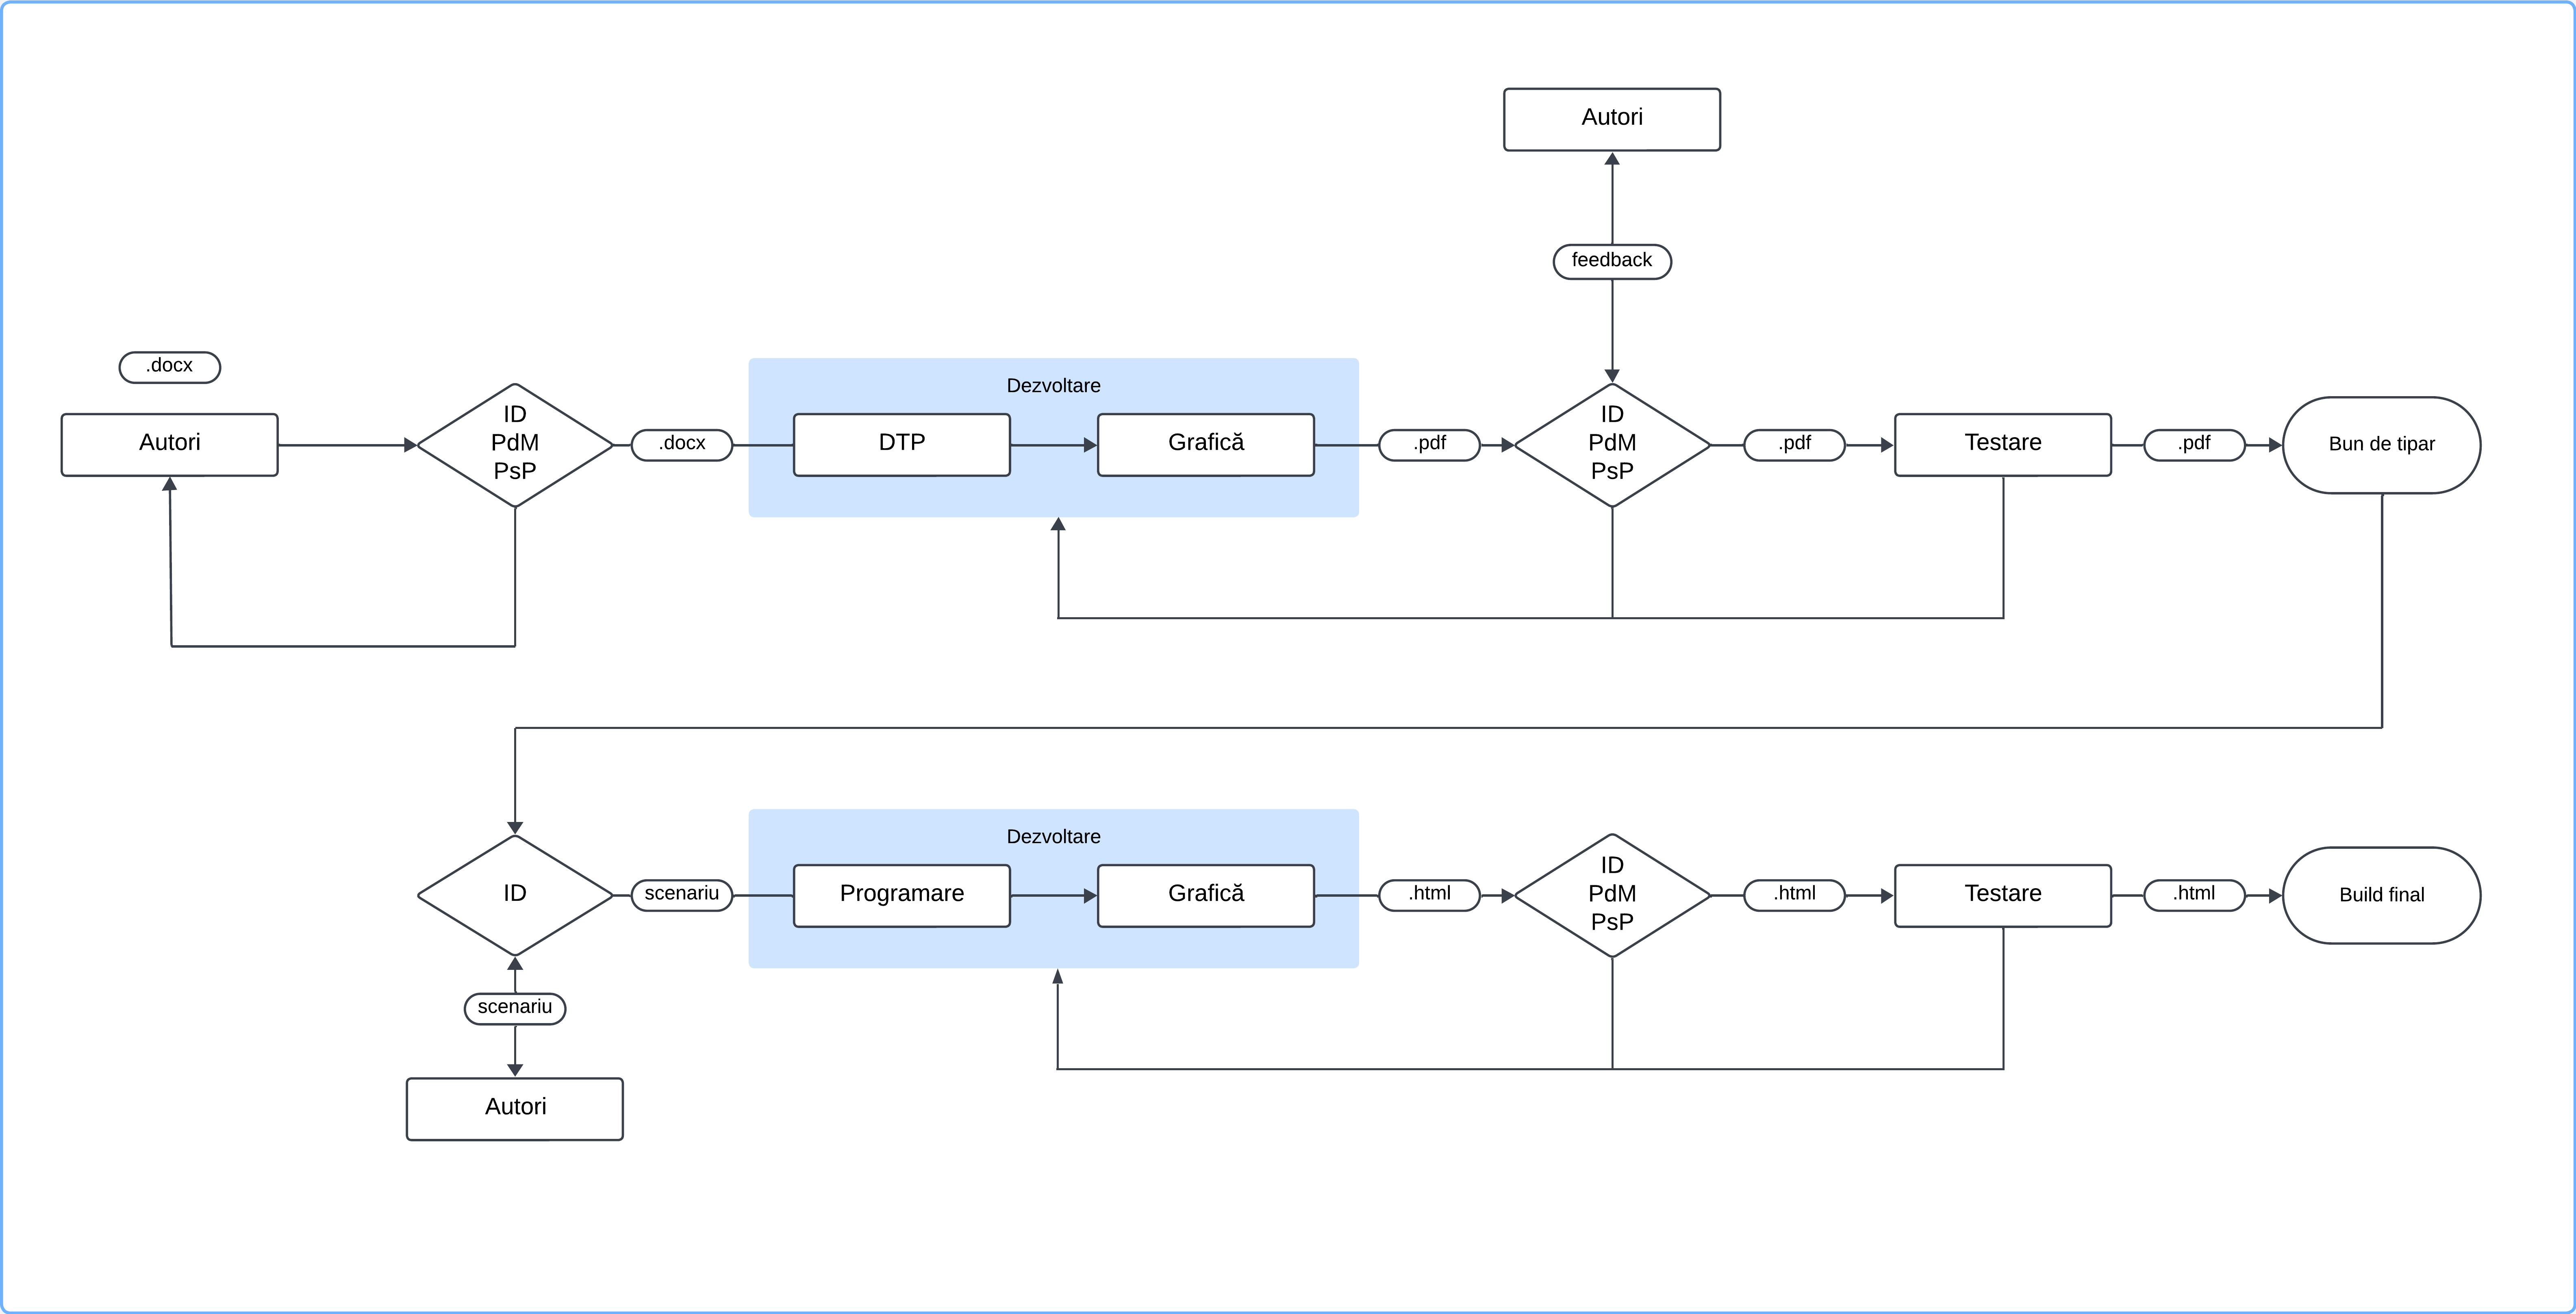 Autori
feedback
.docx
Autori
ID
PdM
PsP
.docx
Dezvoltare
DTP
Grafică
.pdf
ID
PdM
PsP
.pdf
Testare
.pdf
Bun de tipar
ID
scenariu
Dezvoltare
Programare
Grafică
.html
ID
PdM
PsP
.html
Testare
.html
Build final
scenariu
Autori